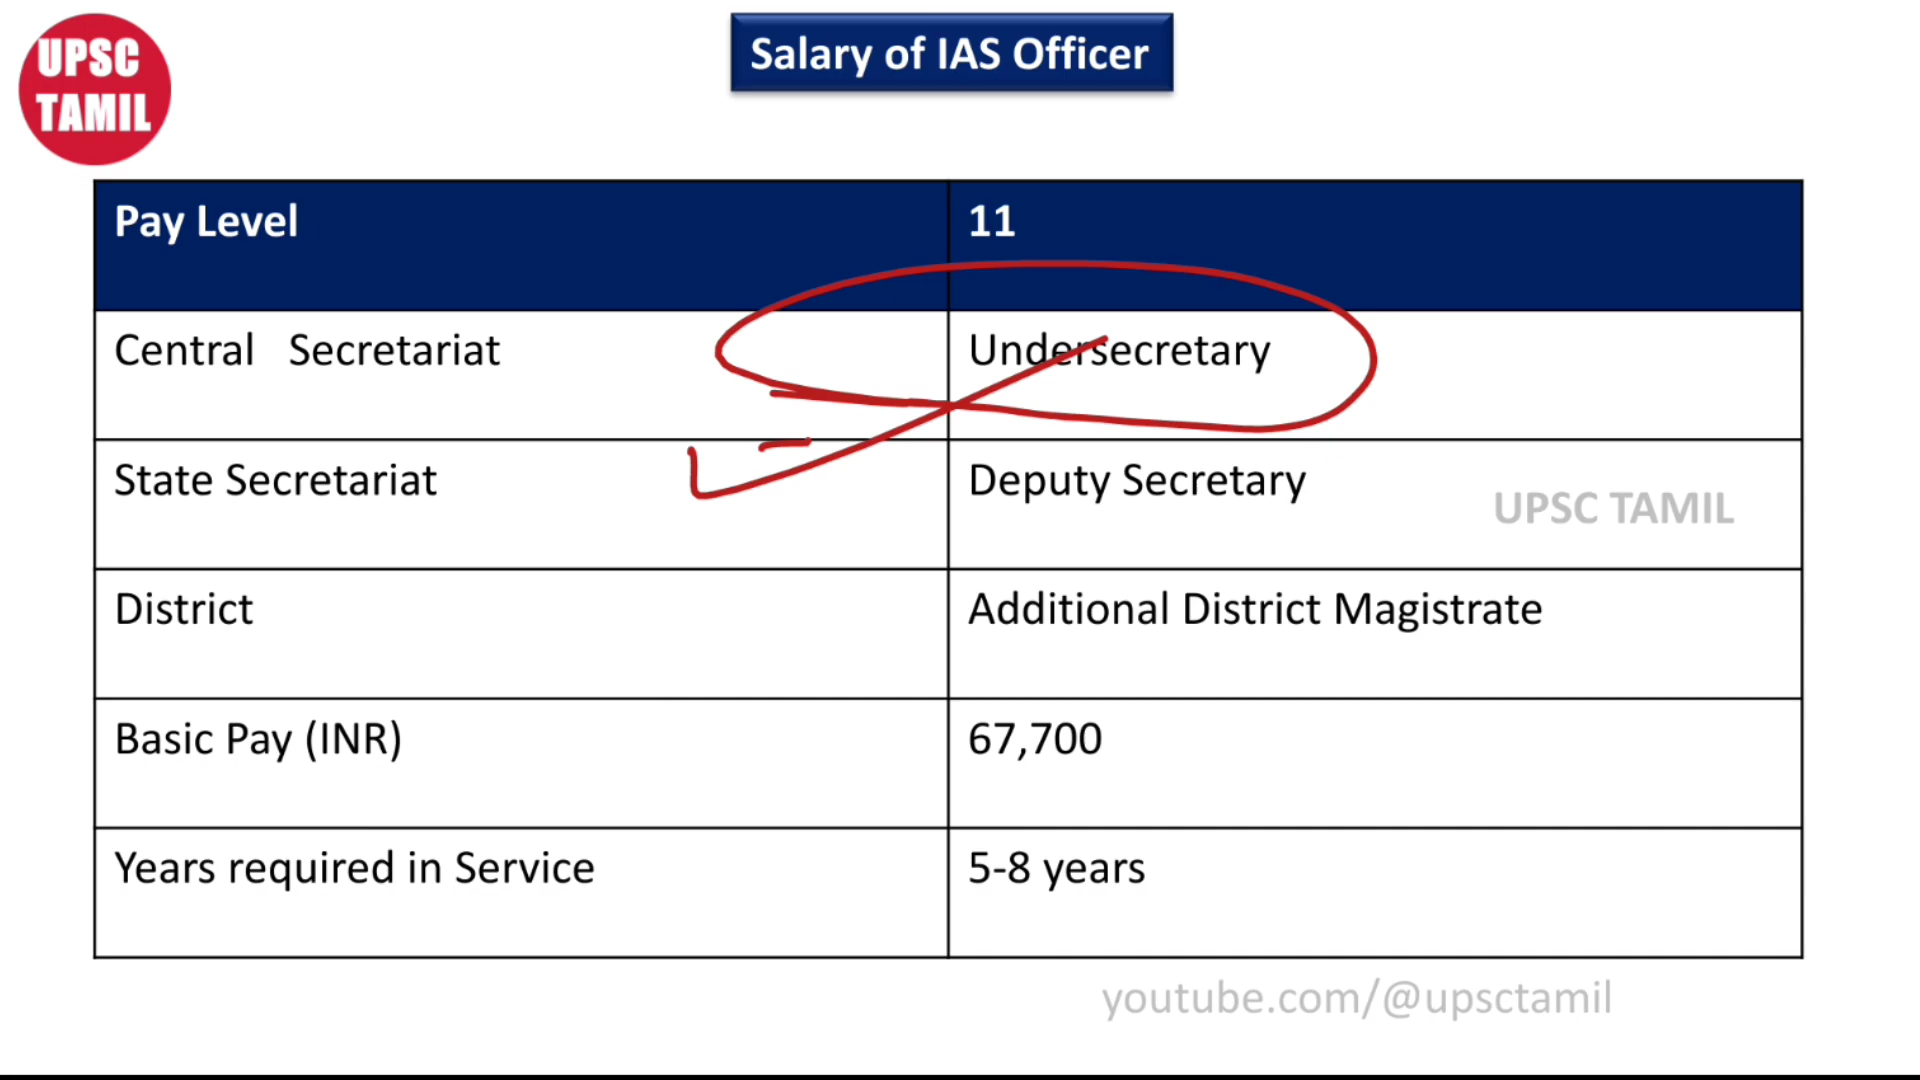 UPSC
TAMIL
Salary of IAS Officer
Pay Level 11
Central Secretariat Undersecretary
State Secretariat Deputy Secretary
UPSC TAMIL
District Additional District Magistrate
Basic Pay (INR) 67,700
Years required in Service 5-8 years
youtube.com/@upsctamil